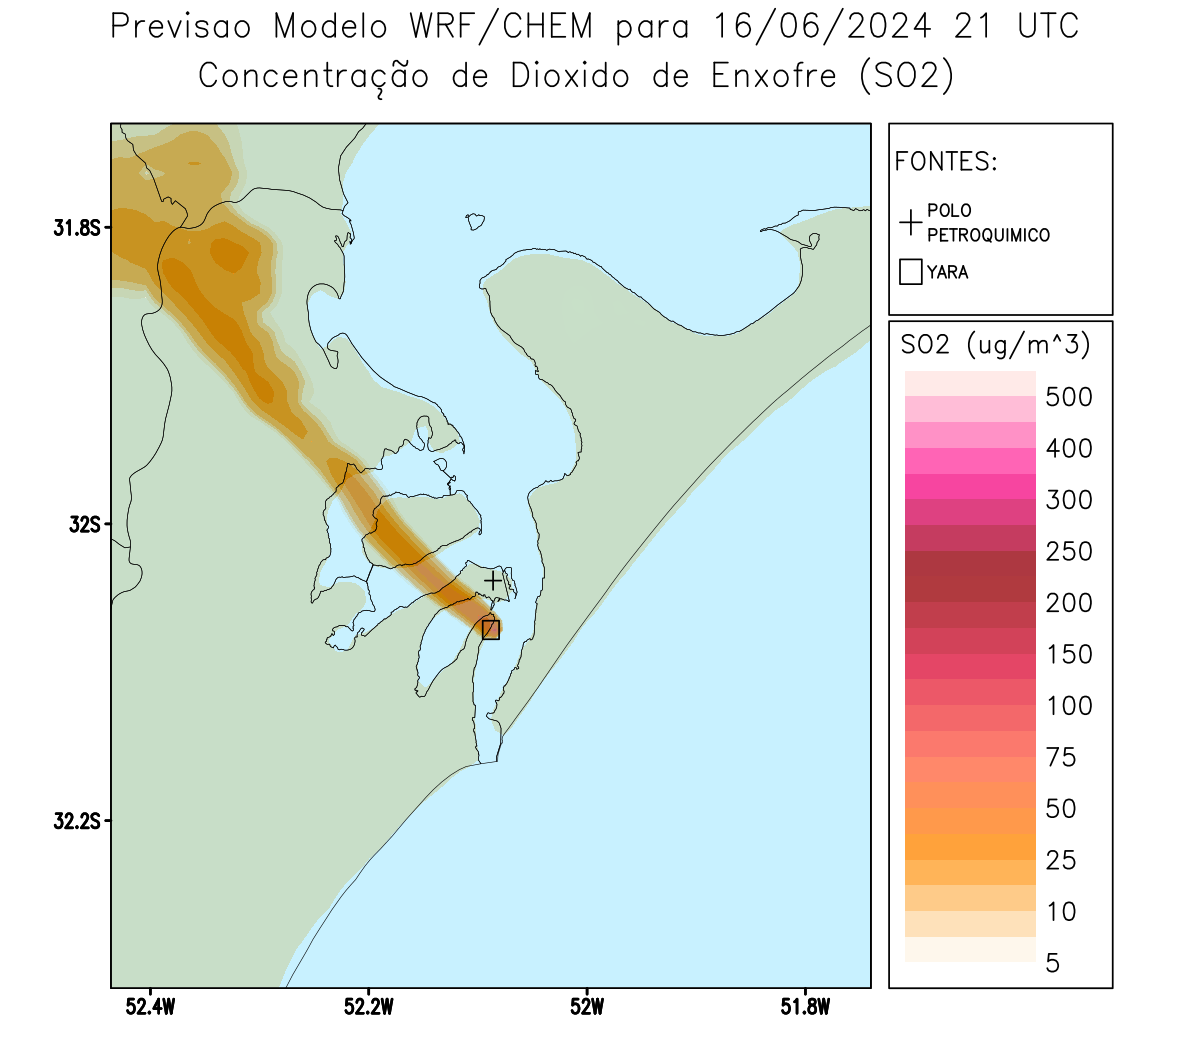 Previsao Modelo WRF/CHEM para 16/06/2024 21 UTC
Concentração de Dioxido de Enxofre (SO2)
FONTES:
POLO
PETROQUIMICO
YARA
SO2 (ug/m^3)
500
400
300
250
200
150
100
75
50
25
10
5
31.8S
32S
32.2S
52.4W
52.2W
52W
51.8W